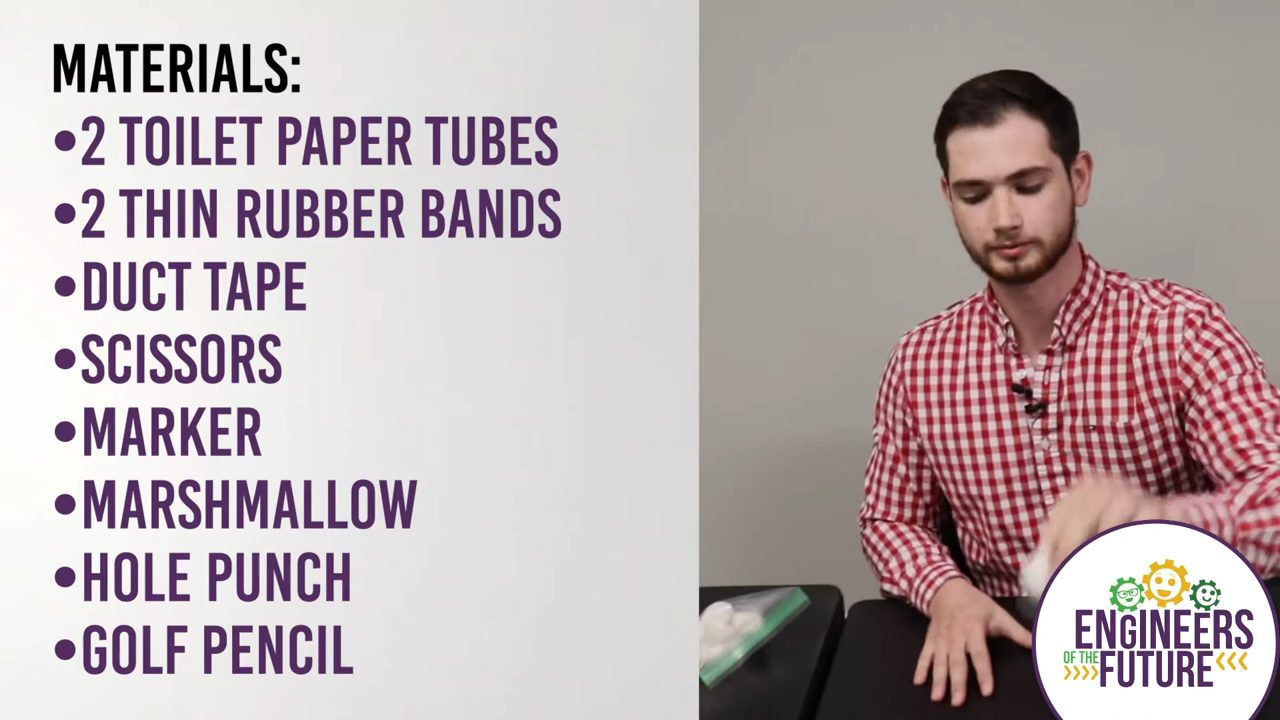 MATERIALS:
•2 TOILET PAPER TUBES
•2 THIN RUBBER BANDS
•DUCT TAPE
•SCISSORS
•MARKER
•MARSHMALLOW
•HOLE PUNCH
•GOLF PENCIL
ENGINEERS
OF THE
FUTURE